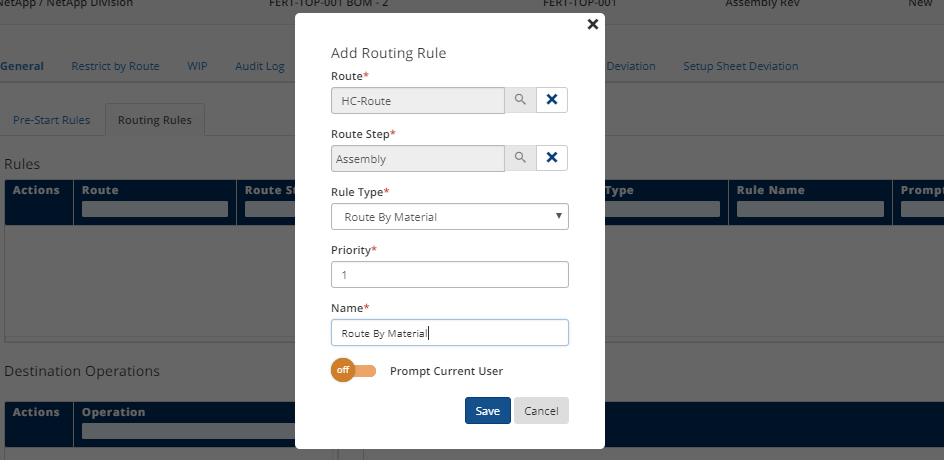 NetApp / NetApp Division FERT-TOP-001 BOM - 2 FERT-TOP-001 Assembly Rev New
General Restrict by Route WIP Audit Log Deviation Setup Sheet Deviation
Pre-Start Rules Routing Rules
Rules
Actions Route Route St Type Rule Name Prompt
Destination Operations
Actions Operation
Add Routing Rule
Route*
HC-Route
Route Step*
Assembly
Rule Type*
Route By Material
Priority*
1
Name*
Route By Material
off Prompt Current User
Save Cancel